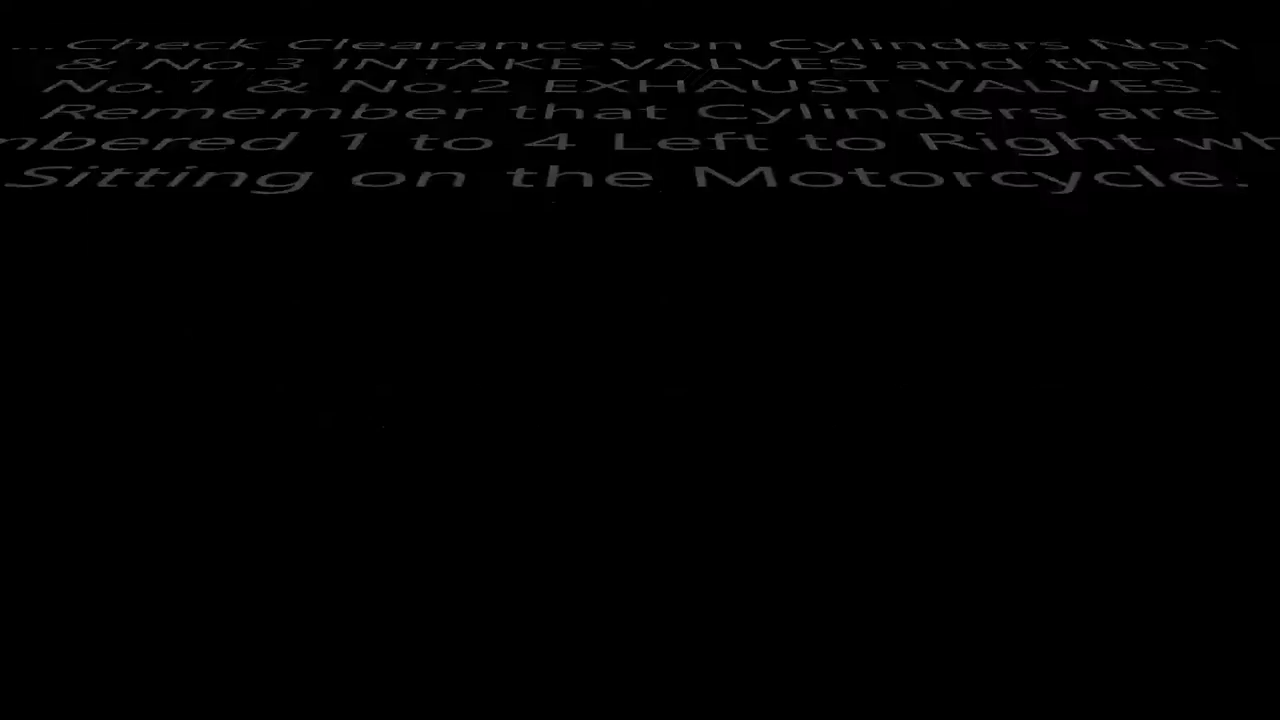 ...Check Clearances on Cylinders No.1
& No.3 INTAKE VALVES and then
No.1 & No.2 EXHAUST VALVES.
Remember that Cylinders are
mbered 1 to 4 Left to Right wh
Sitting on the Motorcycle.